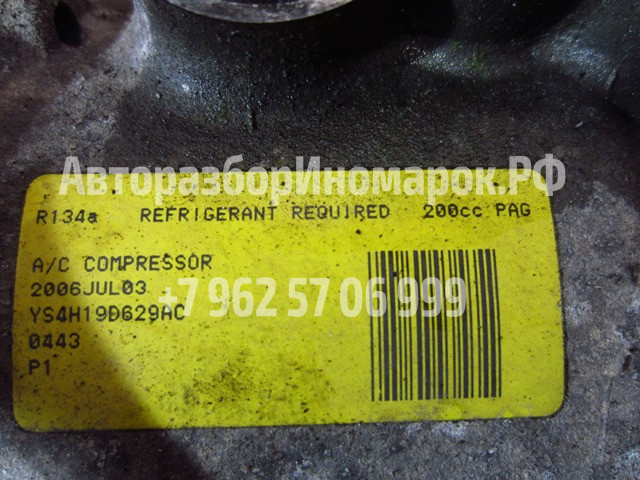 АвторазборИномарок.РФ
R134a REFRIGERANT REQUIRED 200cc PAG
A/C COMPRESSOR
2006JUL03
+7 962 57 06 999
YS4H19D629AC
0443
P1